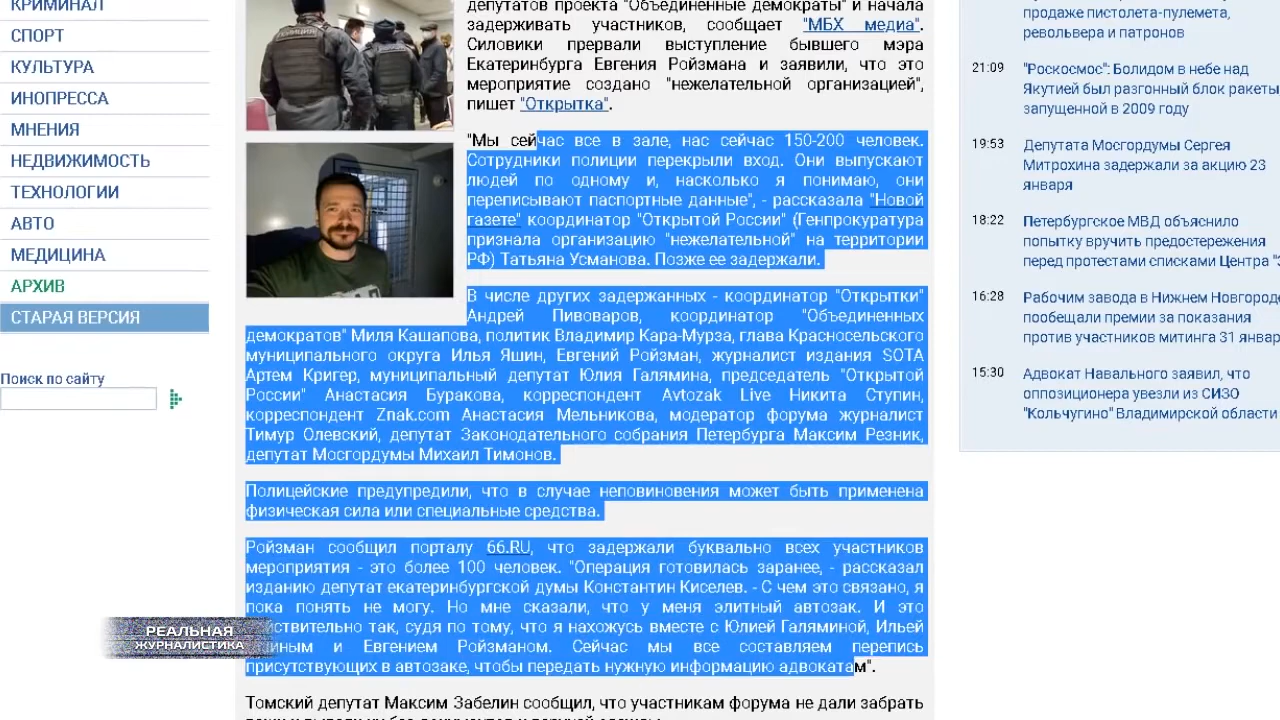 КРИМИНАЛ
СПОРТ
КУЛЬТУРА
ИНОПРЕССА
МНЕНИЯ
НЕДВИЖИМОСТЬ
ТЕХНОЛОГИИ
АВТО
МЕДИЦИНА
АРХИВ
СТАРАЯ ВЕРСИЯ
Поиск по сайту
депутатов проекта "Объединенные демократы" и начала
задерживать участников, сообщает "МБХ медиа".
Силовики прервали выступление бывшего мэра
Екатеринбурга Евгения Ройзмана и заявили, что это
мероприятие создано "нежелательной организацией",
пишет "Открытка".
"Мы сейчас все в зале, нас сейчас 150-200 человек.
Сотрудники полиции перекрыли вход. Они выпускают
людей по одному и, насколько я понимаю, они
переписывают паспортные данные", - рассказала "Новой
газете" координатор "Открытой России" (Генпрокуратура
признала организацию "нежелательной" на территории
РФ) Татьяна Усманова. Позже ее задержали.
В числе других задержанных - координатор "Открытки"
Андрей Пивоваров, координатор "Объединенных
демократов" Миля Кашапова, политик Владимир Кара-Мурза, глава Красносельского
муниципального округа Илья Яшин, Евгений Ройзман, журналист издания SOTA
Артем Кригер, муниципальный депутат Юлия Галямина, председатель "Открытой
России" Анастасия Буракова, корреспондент Avtozak Live Никита Ступин,
корреспондент Znak.com Анастасия Мельникова, модератор форума журналист
Тимур Олевский, депутат Законодательного собрания Петербурга Максим Резник,
депутат Мосгордумы Михаил Тимонов.
Полицейские предупредили, что в случае неповиновения может быть применена
физическая сила или специальные средства.
Ройзман сообщил порталу 66.RU, что задержали буквально всех участников
мероприятия - это более 100 человек. "Операция готовилась заранее, - рассказал
изданию депутат екатеринбургской думы Константин Киселев. - С чем это связано, я
пока понять не могу. Но мне сказали, что у меня элитный автозак. И это
ствительно так, судя по тому, что я нахожусь вместе с Юлией Галяминой, Ильей
иным и Евгением Ройзманом. Сейчас мы все составляем перепись
присутствующих в автозаке, чтобы передать нужную информацию адвокатам".
Томский депутат Максим Забелин сообщил, что участникам форума не дали забрать
продаже пистолета-пулемета,
револьвера и патронов
21:09 "Роскосмос": Болидом в небе над
Якутией был разгонный блок ракеты,
запущенной в 2009 году
19:53 Депутата Мосгордумы Сергея
Митрохина задержали за акцию 23
января
18:22 Петербургское МВД объяснило
попытку вручить предостережения
перед протестами списками Центра "Э
16:28 Рабочим завода в Нижнем Новгороде
пообещали премии за показания
против участников митинга 31 январ
15:30 Адвокат Навального заявил, что
оппозиционера увезли из СИЗО
"Кольчугино" Владимирской области
РЕАЛЬНАЯ
ЖУРНАЛИСТИКА